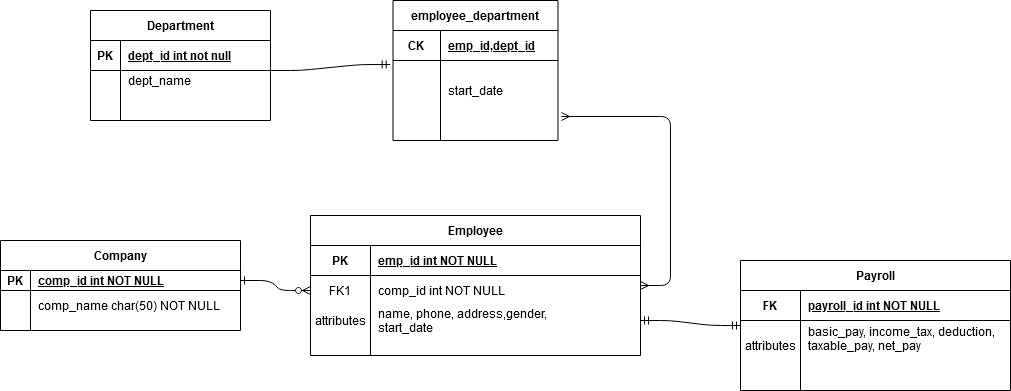 Department
PK dept_id int not null
dept_name
employee_department
CK emp_id,dept_id
start_date
Company
PK comp_id int NOT NULL
comp_name char(50) NOT NULL
Employee
PK emp_id int NOT NULL
FK1 comp_id int NOT NULL
attributes name, phone, address,gender,
start_date
Payroll
FK payroll_id int NOT NULL
attributes basic_pay, income_tax, deduction,
taxable_pay, net_pay